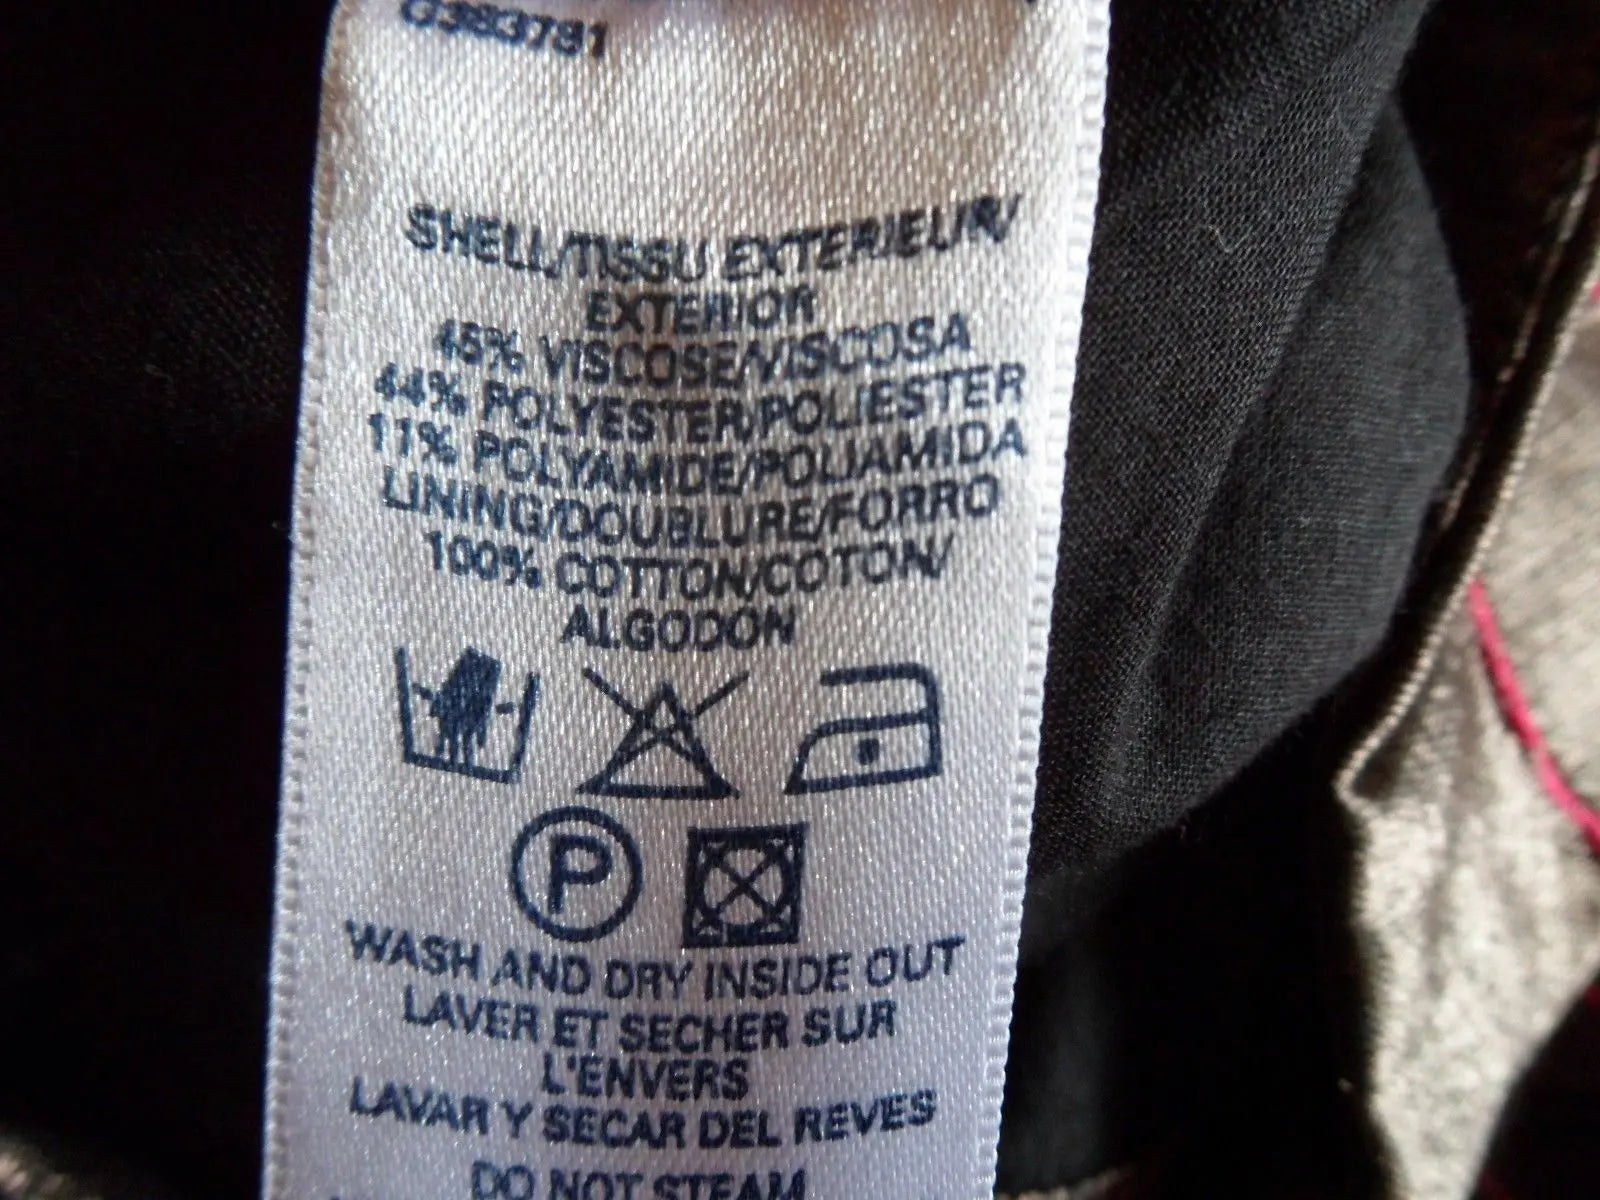 G383781
SHELL/TISSU EXTERIEUR/
EXTERIOR
45% VISCOSE/VISCOSA
44% POLYESTER/POLIESTER
11% POLYAMIDE/POLIAMIDA
LINING/DOUBLURE/FORRO
100% COTTON/COTON/
ALGODON
P
WASH AND DRY INSIDE OUT
LAVER ET SECHER SUR
L'ENVERS
LAVAR Y SECAR DEL REVES
DO NOT STEAM